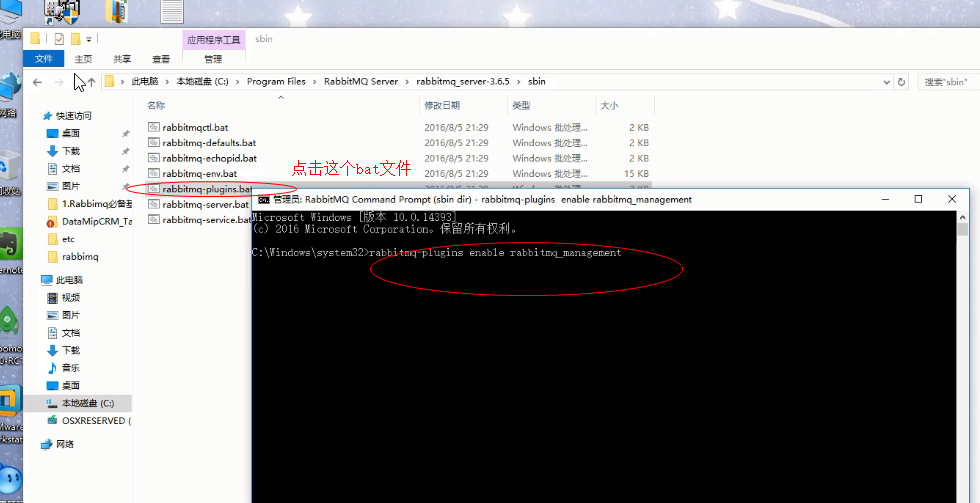 应用程序工具
sbin
文件
主页
共享
查看
管理
此电脑 › 本地磁盘 (C:) › Program Files › RabbitMQ Server › rabbitmq_server-3.6.5 › sbin
搜索"sbin"
名称
修改日期
类型
大小
rabbitmqctl.bat
2016/8/5 21:29
Windows 批处理...
2 KB
rabbitmq-defaults.bat
2016/8/5 21:29
Windows 批处理...
2 KB
rabbitmq-echopid.bat
2016/8/5 21:29
Windows 批处理...
2 KB
rabbitmq-env.bat
2016/8/5 21:29
Windows 批处理...
15 KB
rabbitmq-plugins.bat
rabbitmq-server.bat
rabbitmq-service.bat
点击这个bat文件
快速访问
桌面
下载
文档
图片
1.Rabbimq必备基
DataMipCRM_Ta
etc
rabbimq
此电脑
视频
图片
文档
下载
音乐
桌面
本地磁盘 (C:)
OSXRESERVED (
网络
管理员: RabbitMQ Command Prompt (sbin dir) - rabbitmq-plugins  enable rabbitmq_management
Microsoft Windows [版本 10.0.14393]
(c) 2016 Microsoft Corporation。保留所有权利。
C:\Windows\system32>rabbitmq-plugins enable rabbitmq_management